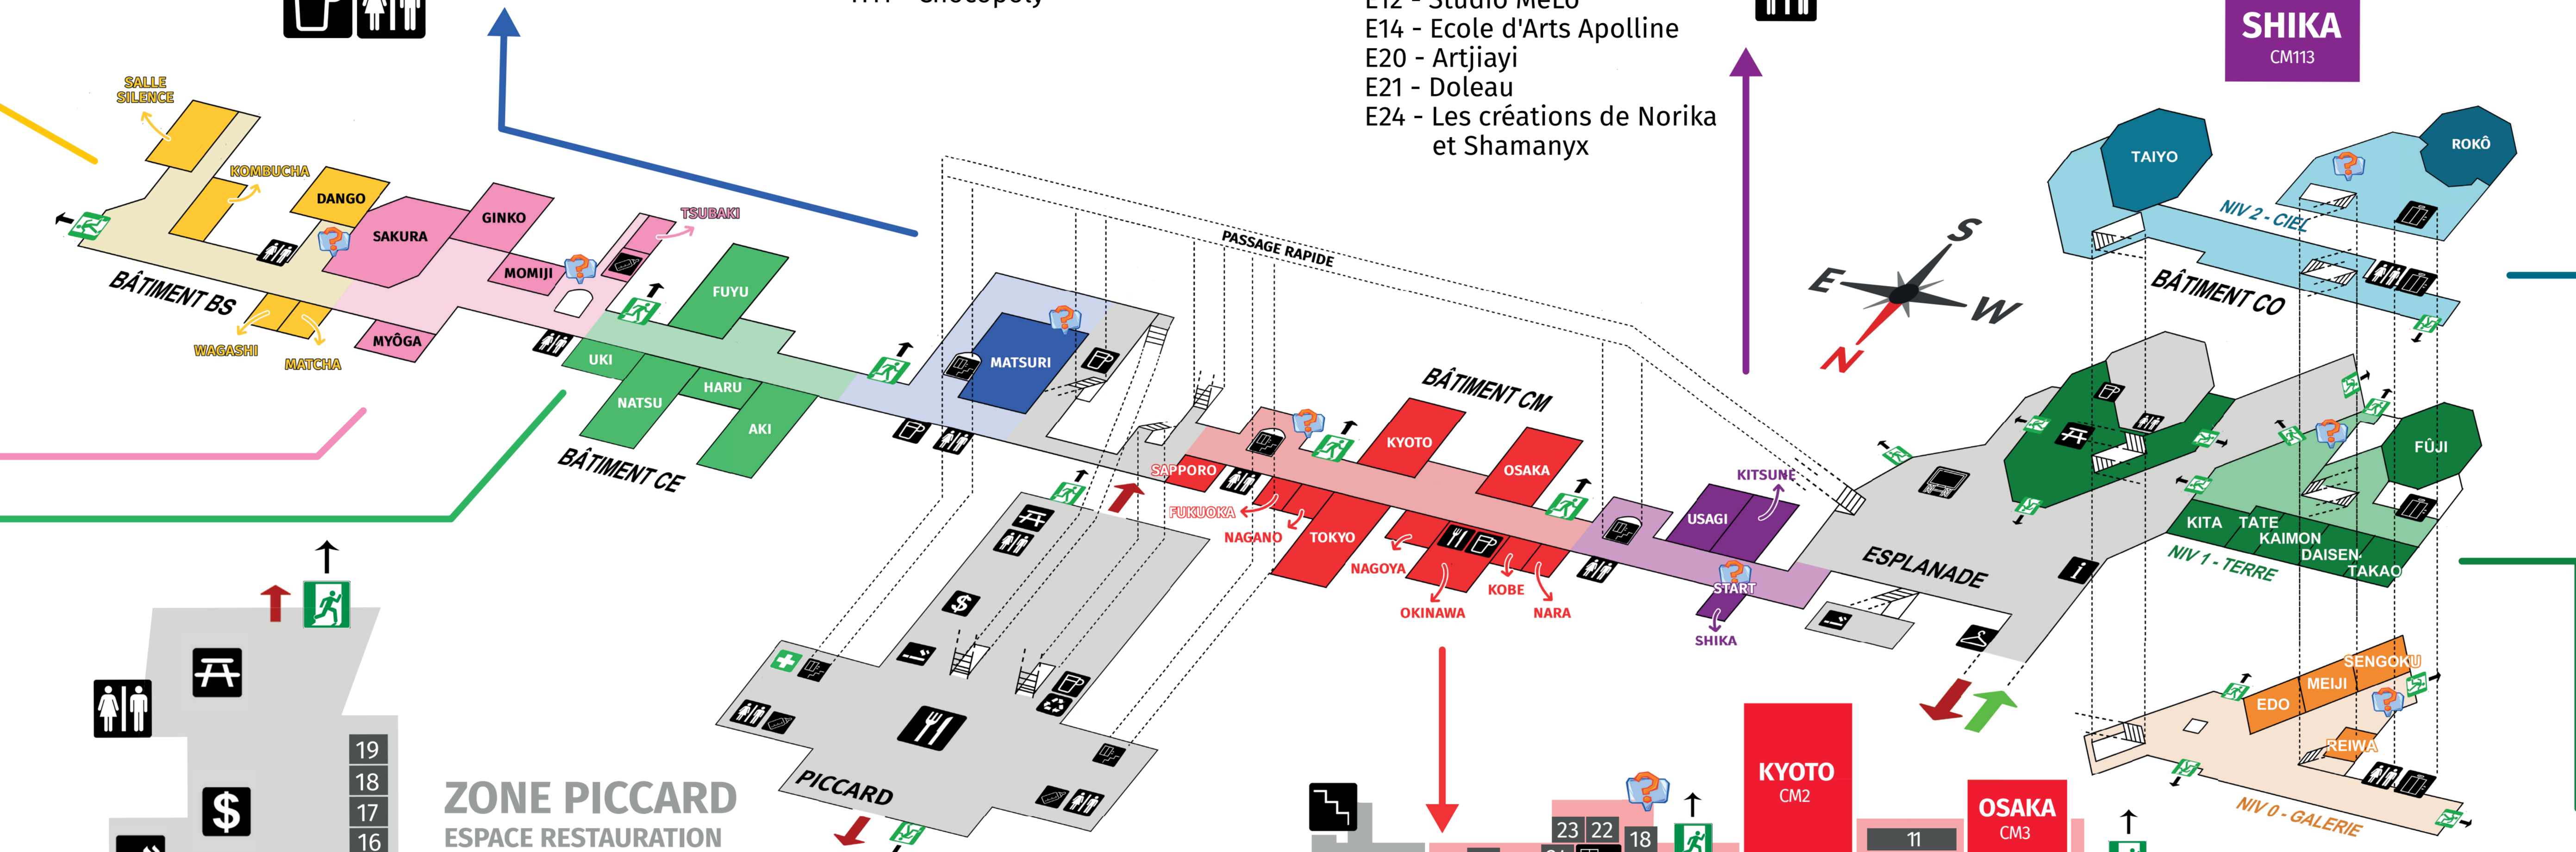 E14 - Ecole d'Arts Apolline
E20 - Artjiayi
E21 - Doleau
E24 - Les créations de Norika
et Shamanyx
SHIKA
CM113
SALLE
SILENCE
KOMBUCHA
DANGO
SAKURA
GINKO
TSUBAKI
MOMIJI
BÂTIMENT BS
WAGASHI
MATCHA
MYÔGA
FUYU
UKI
NATSU
HARU
AKI
BÂTIMENT CE
MATSURI
PASSAGE RAPIDE
BÂTIMENT CM
KYOTO
OSAKA
SAPPORO
FUKUOKA
NAGANO
TOKYO
NAGOYA
OKINAWA
KOBE
NARA
KITSUNE
USAGI
START
SHIKA
S
E
W
N
TAIYO
ROKÔ
NIV 2 - CIEL
BÂTIMENT CO
FÛJI
KITA
TATE
KAIMON
DAISEN
TAKAO
NIV 1 - TERRE
ESPLANADE
i
SENGOKU
MEIJI
EDO
REIWA
NIV 0 - GALERIE
$
PICCARD
19
18
17
16
$
ZONE PICCARD
ESPACE RESTAURATION
KYOTO
CM2
OSAKA
CM3
23 22
18
11